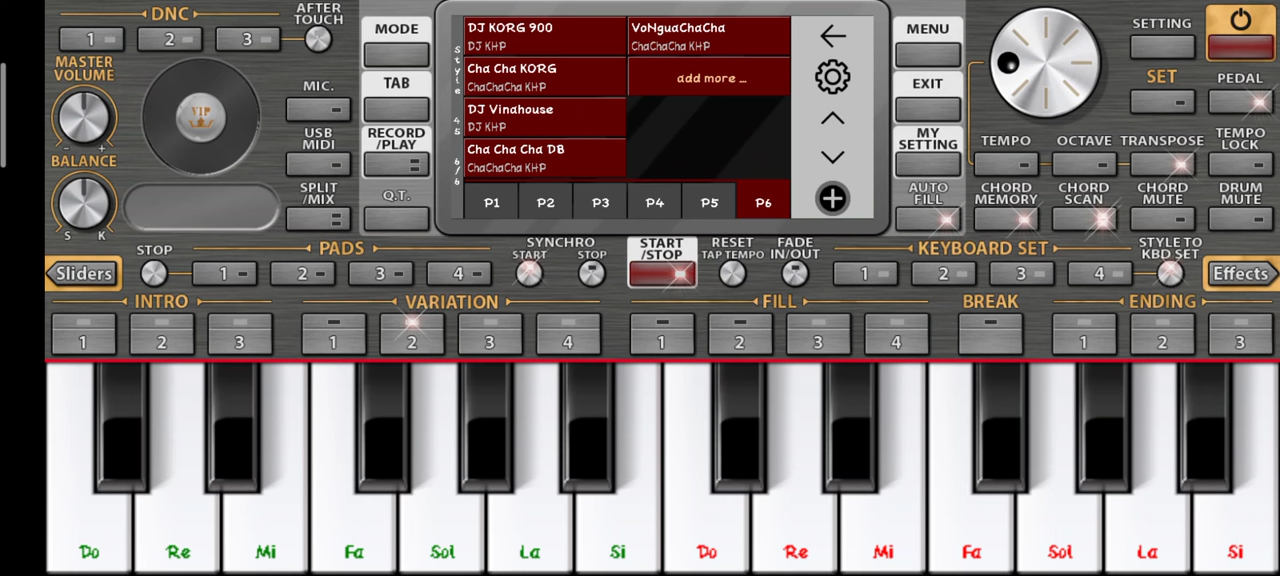 DNC
1
2
3
AFTER
TOUCH
MASTER
VOLUME
- +
VIP
BALANCE
S K
MIC.
USB
MIDI
SPLIT
/MIX
MODE
TAB
RECORD
/PLAY
Q.T.
Style
45
6/6
DJ KORG 900
DJ KHP
VoNguaChaCha
ChaChaCha KHP
Cha Cha KORG
ChaChaCha KHP
add more ...
DJ Vinahouse
DJ KHP
Cha Cha Cha DB
ChaChaCha KHP
P1
P2
P3
P4
P5
P6
MENU
EXIT
MY
SETTING
AUTO
FILL
SETTING
SET
PEDAL
TEMPO
OCTAVE
TRANSPOSE
TEMPO
LOCK
CHORD
MEMORY
CHORD
SCAN
CHORD
MUTE
DRUM
MUTE
Sliders
STOP
PADS
1
2
3
4
SYNCHRO
START
STOP
START
/STOP
RESET
TAP TEMPO
FADE
IN/OUT
KEYBOARD SET
1
2
3
4
STYLE TO
KBD SET
Effects
INTRO
1
2
3
VARIATION
1
2
3
4
FILL
1
2
3
4
BREAK
ENDING
1
2
3
Do
Re
Mi
Fa
Sol
La
Si
Do
Re
Mi
Fa
Sol
La
Si